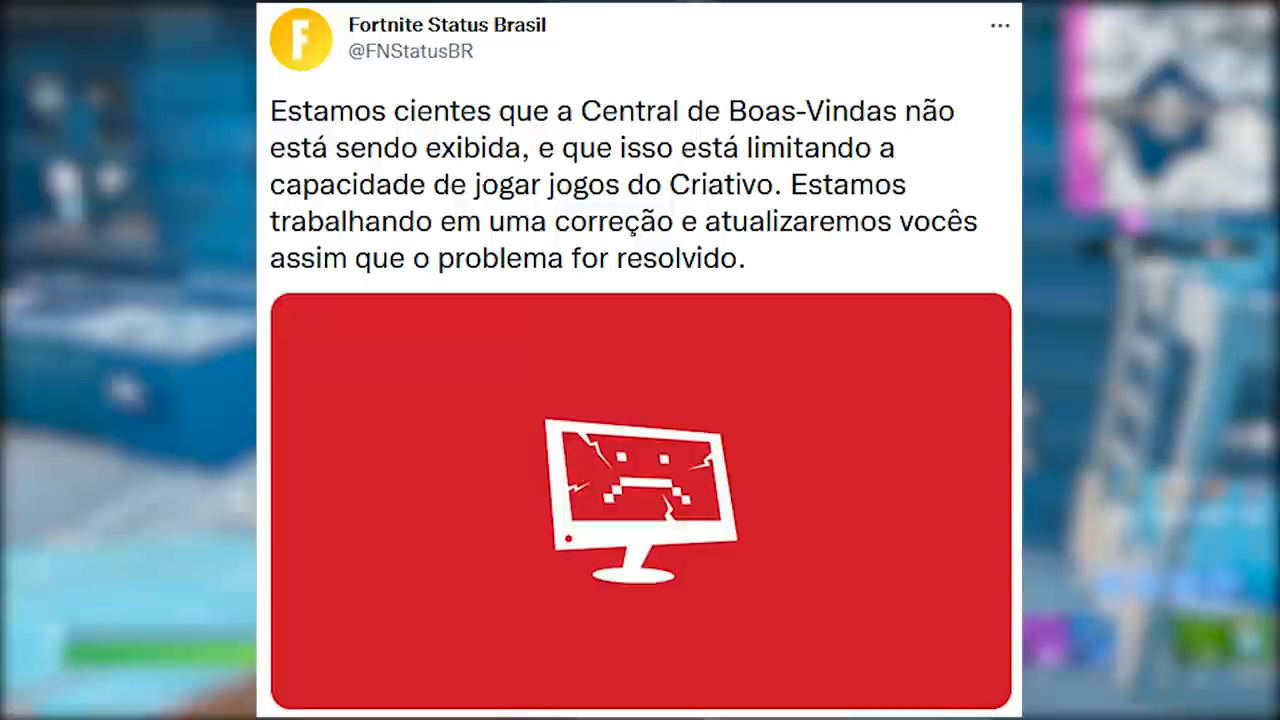 Fortnite Status Brasil
@FNStatusBR
Estamos cientes que a Central de Boas-Vindas não
está sendo exibida, e que isso está limitando a
capacidade de jogar jogos do Criativo. Estamos
trabalhando em uma correção e atualizaremos vocês
assim que o problema for resolvido.